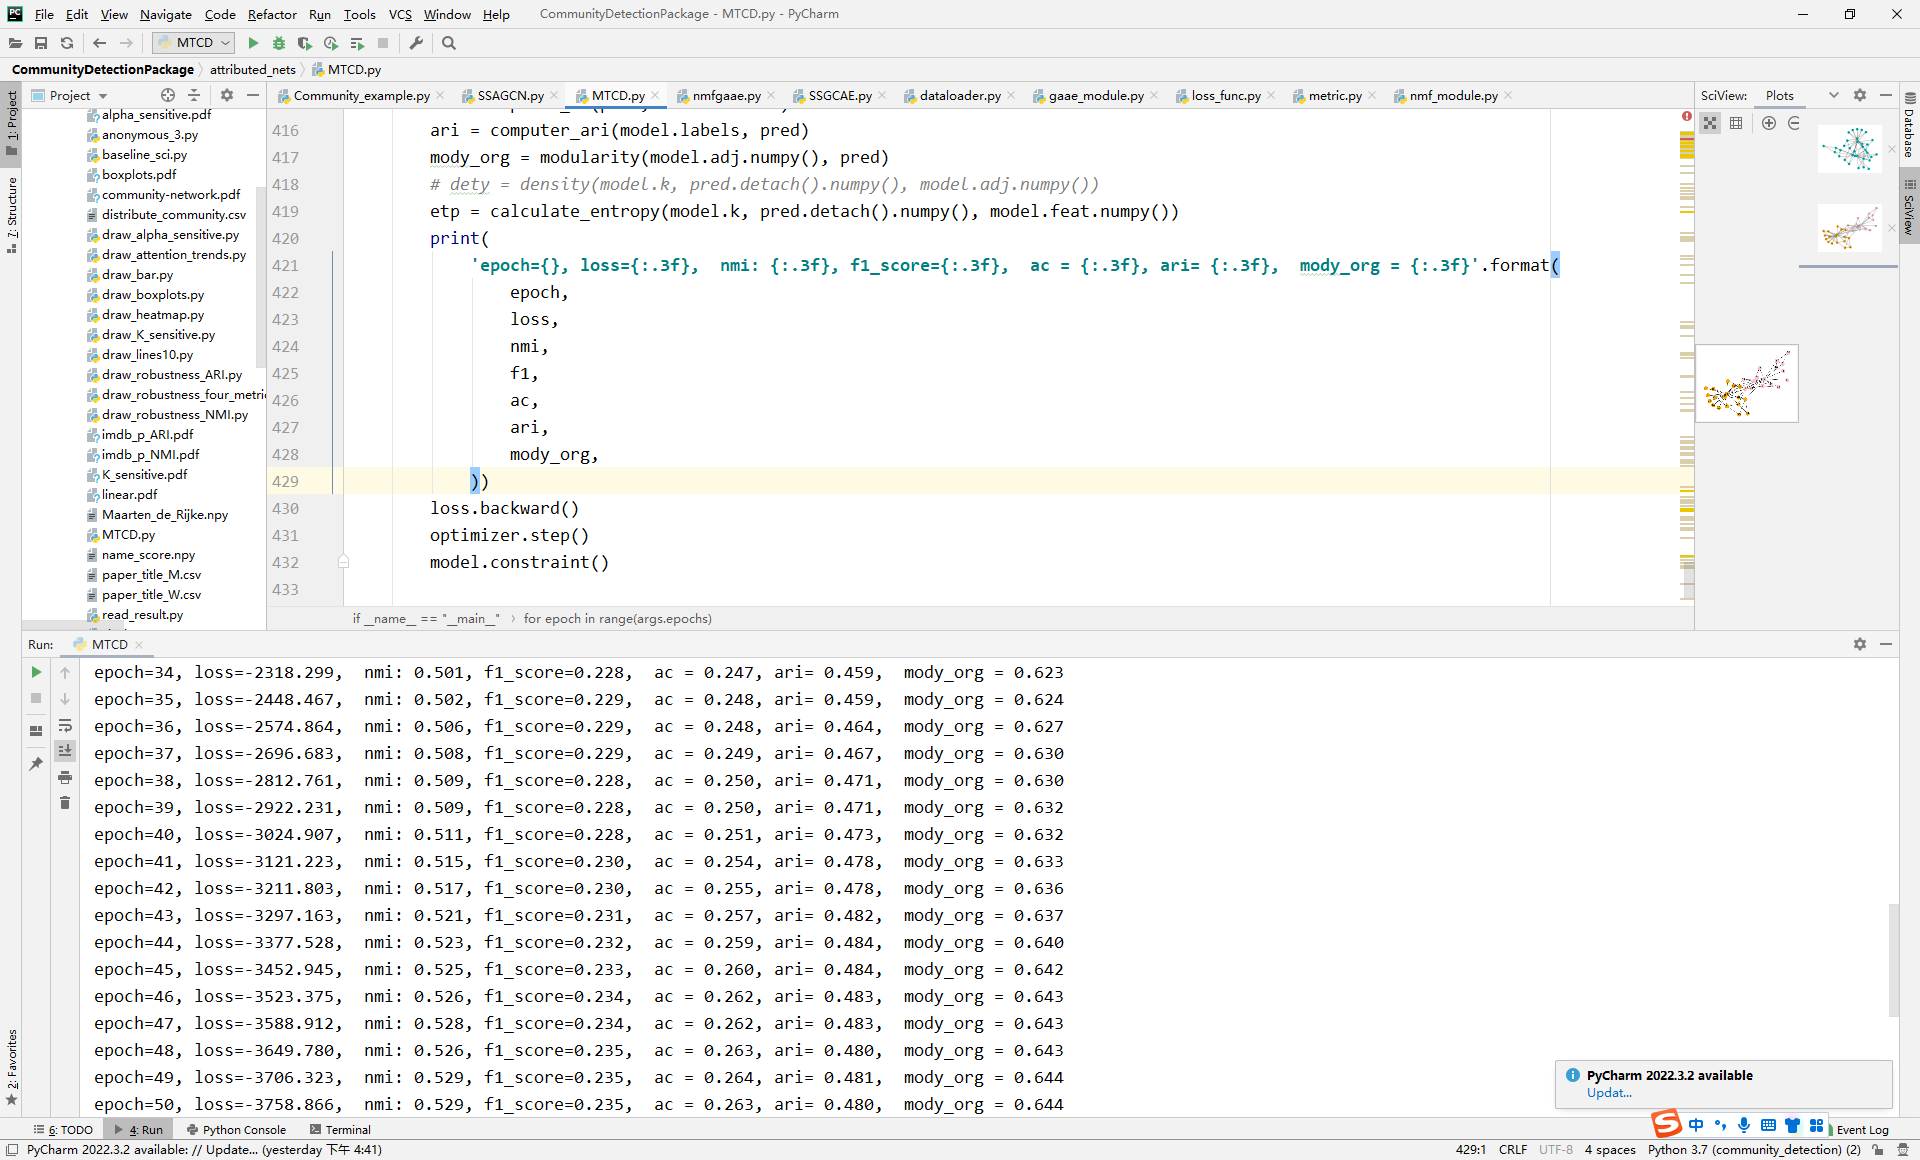 File Edit View Navigate Code Refactor Run Tools VCS Window Help CommunityDetectionPackage - MTCD.py - PyCharm
MTCD
CommunityDetectionPackage attributed_nets MTCD.py
Project
Community_example.py SSAGCN.py MTCD.py nmfgaae.py SSGCAE.py dataloader.py gaae_module.py loss_func.py metric.py nmf_module.py
SciView: Plots
1: Project
7: Structure
2: Favorites
Database
SciView
alpha_sensitive.pdf
anonymous_3.py
baseline_sci.py
boxplots.pdf
community-network.pdf
distribute_community.csv
draw_alpha_sensitive.py
draw_attention_trends.py
draw_bar.py
draw_boxplots.py
draw_heatmap.py
draw_K_sensitive.py
draw_lines10.py
draw_robustness_ARI.py
draw_robustness_four_metri
draw_robustness_NMI.py
imdb_p_ARI.pdf
imdb_p_NMI.pdf
K_sensitive.pdf
linear.pdf
Maarten_de_Rijke.npy
MTCD.py
name_score.npy
paper_title_M.csv
paper_title_W.csv
read_result.py
416 ari = computer_ari(model.labels, pred)
417 mody_org = modularity(model.adj.numpy(), pred)
418 # dety = density(model.k, pred.detach().numpy(), model.adj.numpy())
419 etp = calculate_entropy(model.k, pred.detach().numpy(), model.feat.numpy())
420 print(
421 'epoch={}, loss={:.3f},  nmi: {:.3f}, f1_score={:.3f},  ac = {:.3f}, ari= {:.3f},  mody_org = {:.3f}'.format(
422 epoch,
423 loss,
424 nmi,
425 f1,
426 ac,
427 ari,
428 mody_org,
429 ))
430 loss.backward()
431 optimizer.step()
432 model.constraint()
433
if __name__ == "__main__" for epoch in range(args.epochs)
Run: MTCD
epoch=34, loss=-2318.299,  nmi: 0.501, f1_score=0.228,  ac = 0.247, ari= 0.459,  mody_org = 0.623
epoch=35, loss=-2448.467,  nmi: 0.502, f1_score=0.229,  ac = 0.248, ari= 0.459,  mody_org = 0.624
epoch=36, loss=-2574.864,  nmi: 0.506, f1_score=0.229,  ac = 0.248, ari= 0.464,  mody_org = 0.627
epoch=37, loss=-2696.683,  nmi: 0.508, f1_score=0.229,  ac = 0.249, ari= 0.467,  mody_org = 0.630
epoch=38, loss=-2812.761,  nmi: 0.509, f1_score=0.228,  ac = 0.250, ari= 0.471,  mody_org = 0.630
epoch=39, loss=-2922.231,  nmi: 0.509, f1_score=0.228,  ac = 0.250, ari= 0.471,  mody_org = 0.632
epoch=40, loss=-3024.907,  nmi: 0.511, f1_score=0.228,  ac = 0.251, ari= 0.473,  mody_org = 0.632
epoch=41, loss=-3121.223,  nmi: 0.515, f1_score=0.230,  ac = 0.254, ari= 0.478,  mody_org = 0.633
epoch=42, loss=-3211.803,  nmi: 0.517, f1_score=0.230,  ac = 0.255, ari= 0.478,  mody_org = 0.636
epoch=43, loss=-3297.163,  nmi: 0.521, f1_score=0.231,  ac = 0.257, ari= 0.482,  mody_org = 0.637
epoch=44, loss=-3377.528,  nmi: 0.523, f1_score=0.232,  ac = 0.259, ari= 0.484,  mody_org = 0.640
epoch=45, loss=-3452.945,  nmi: 0.525, f1_score=0.233,  ac = 0.260, ari= 0.484,  mody_org = 0.642
epoch=46, loss=-3523.375,  nmi: 0.526, f1_score=0.234,  ac = 0.262, ari= 0.483,  mody_org = 0.643
epoch=47, loss=-3588.912,  nmi: 0.528, f1_score=0.234,  ac = 0.262, ari= 0.483,  mody_org = 0.643
epoch=48, loss=-3649.780,  nmi: 0.526, f1_score=0.235,  ac = 0.263, ari= 0.480,  mody_org = 0.643
epoch=49, loss=-3706.323,  nmi: 0.529, f1_score=0.235,  ac = 0.264, ari= 0.481,  mody_org = 0.644
epoch=50, loss=-3758.866,  nmi: 0.529, f1_score=0.235,  ac = 0.263, ari= 0.480,  mody_org = 0.644
PyCharm 2022.3.2 available
Updat...
中
6: TODO 4: Run Python Console Terminal Event Log
PyCharm 2022.3.2 available: // Update... (yesterday 下午 4:41) 429:1 CRLF UTF-8 4 spaces Python 3.7 (community_detection) (2)